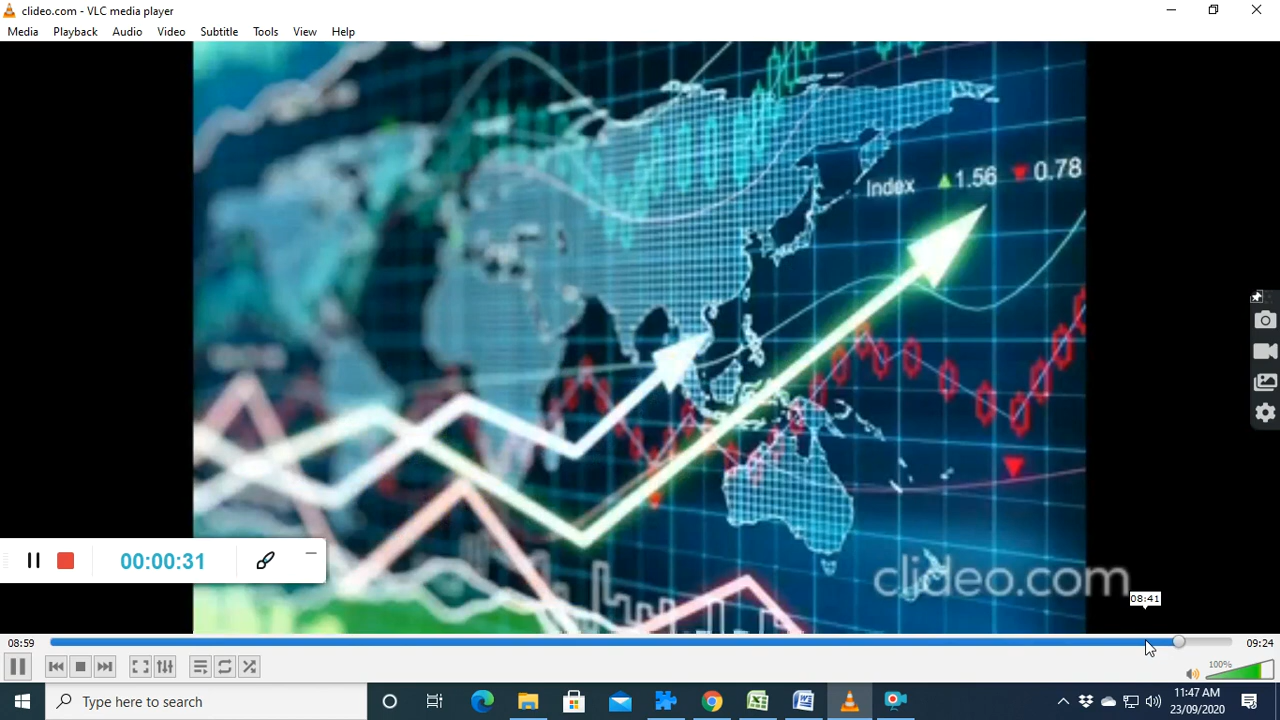 clideo.com - VLC media player
Media Playback Audio Video Subtitle Tools View Help
Index 1.56 0.78
00:00:31
clideo.com
08:41
08:59
09:24
100%
Type here to search
11:47 AM
23/09/2020